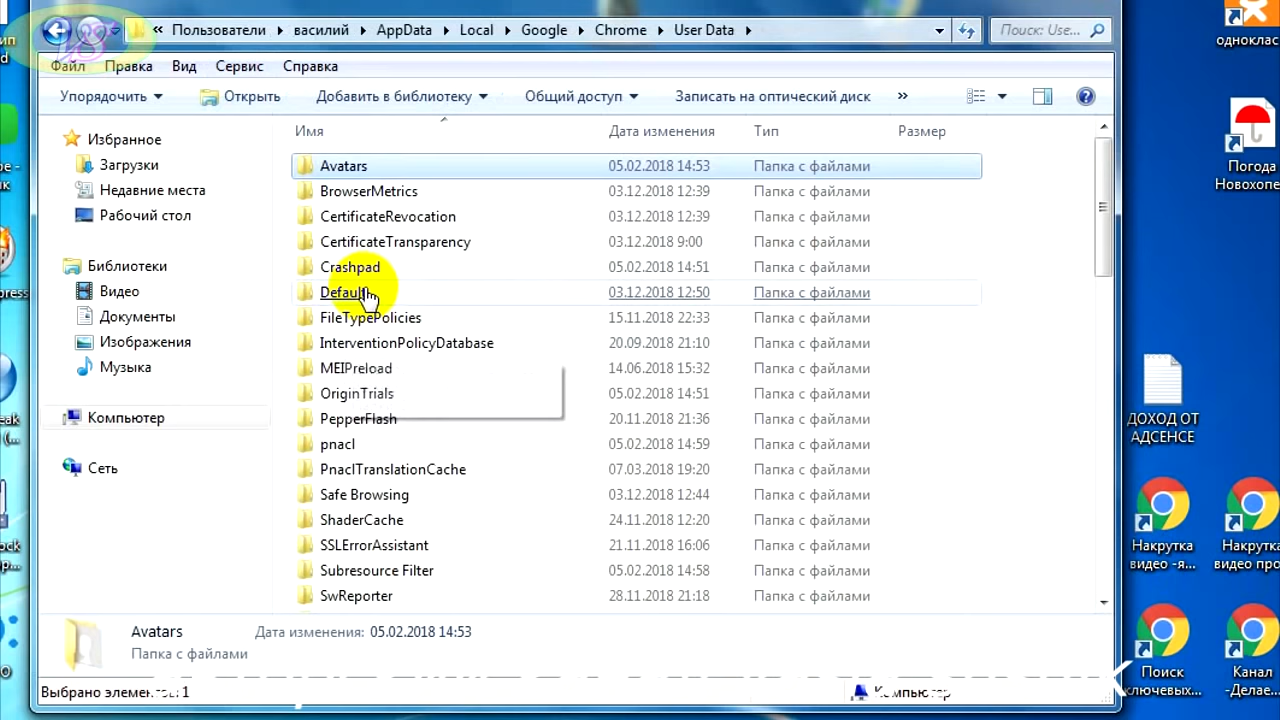 « Пользователи василий AppData Local Google Chrome User Data Поиск: Use...
Файл Правка Вид Сервис Справка
Упорядочить Открыть Добавить в библиотеку Общий доступ Записать на оптический диск »
Имя Дата изменения Тип Размер
Избранное
Загрузки
Недавние места
Рабочий стол
Библиотеки
Видео
Документы
Изображения
Музыка
Компьютер
Сеть
Avatars 05.02.2018 14:53 Папка с файлами
BrowserMetrics 03.12.2018 12:39 Папка с файлами
CertificateRevocation 03.12.2018 12:39 Папка с файлами
CertificateTransparency 03.12.2018 9:00 Папка с файлами
Crashpad 05.02.2018 14:51 Папка с файлами
Default 03.12.2018 12:50 Папка с файлами
FileTypePolicies 15.11.2018 22:33 Папка с файлами
InterventionPolicyDatabase 20.09.2018 21:10 Папка с файлами
MEIPreload 14.06.2018 15:32 Папка с файлами
OriginTrials 05.02.2018 14:51 Папка с файлами
PepperFlash 20.11.2018 21:36 Папка с файлами
pnacl 05.02.2018 14:59 Папка с файлами
PnaclTranslationCache 07.03.2018 19:20 Папка с файлами
Safe Browsing 03.12.2018 12:44 Папка с файлами
ShaderCache 24.11.2018 12:20 Папка с файлами
SSLErrorAssistant 21.11.2018 16:06 Папка с файлами
Subresource Filter 05.02.2018 14:58 Папка с файлами
SwReporter 28.11.2018 21:18 Папка с файлами
Avatars Дата изменения: 05.02.2018 14:53
Папка с файлами
Выбрано элементов: 1 Компьютер
однокласс
Погода
Новохопе
ДОХОД ОТ
АДСЕНСЕ
Накрутка
видео -я...
Накрутка
видео про
Поиск
ключевых...
Канал
-Делае...